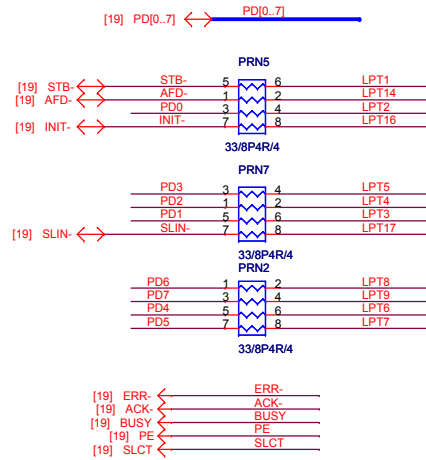 [19] PD[0..7] PD[0..7]
PRN5
[19] STB- STB- 5 6 LPT1
[19] AFD- AFD- 1 2 LPT14
PD0 3 4 LPT2
[19] INIT- INIT- 7 8 LPT16
33/8P4R/4
PRN7
PD3 3 4 LPT5
PD2 1 2 LPT4
PD1 5 6 LPT3
[19] SLIN- SLIN- 7 8 LPT17
33/8P4R/4
PRN2
PD6 1 2 LPT8
PD7 3 4 LPT9
PD4 5 6 LPT6
PD5 7 8 LPT7
33/8P4R/4
[19] ERR- ERR-
[19] ACK- ACK-
[19] BUSY BUSY
[19] PE PE
[19] SLCT SLCT